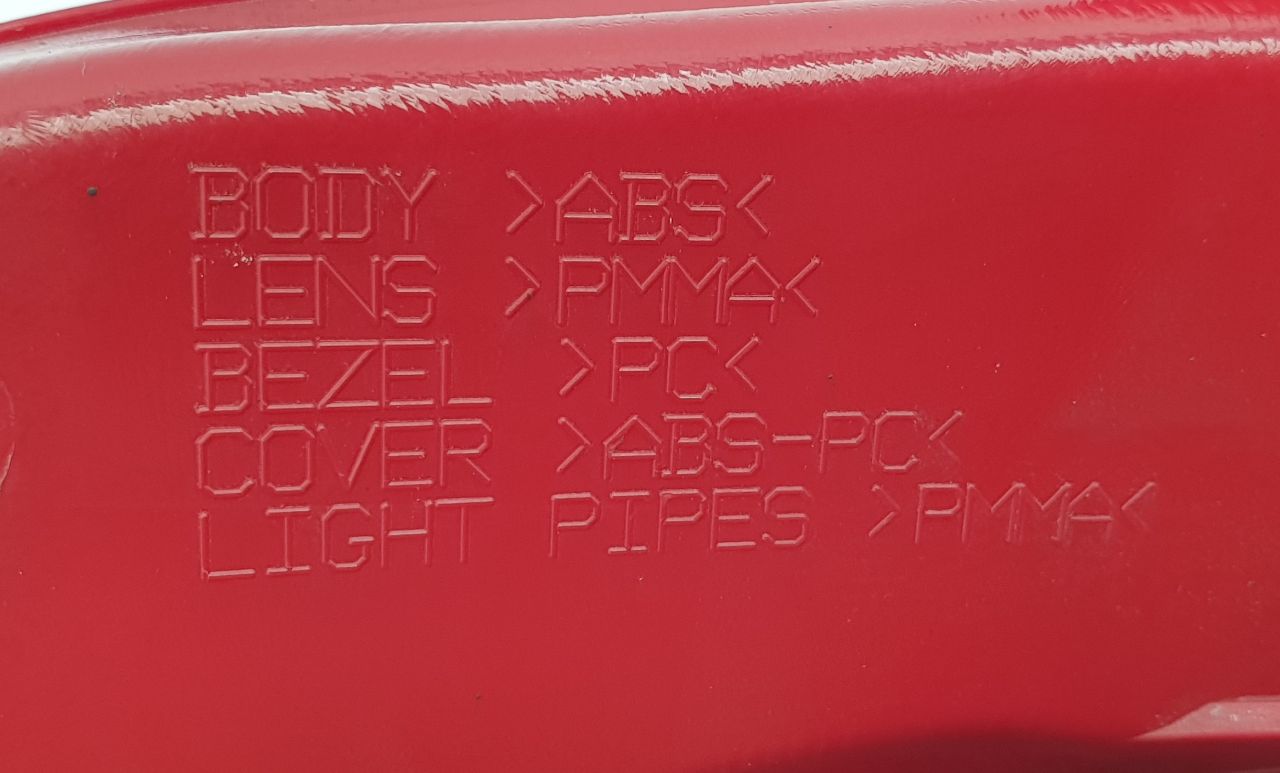 BODY >ABS<
LENS >PMMA<
BEZEL >PC<
COVER >ABS-PC<
LIGHT PIPES >PMMA<